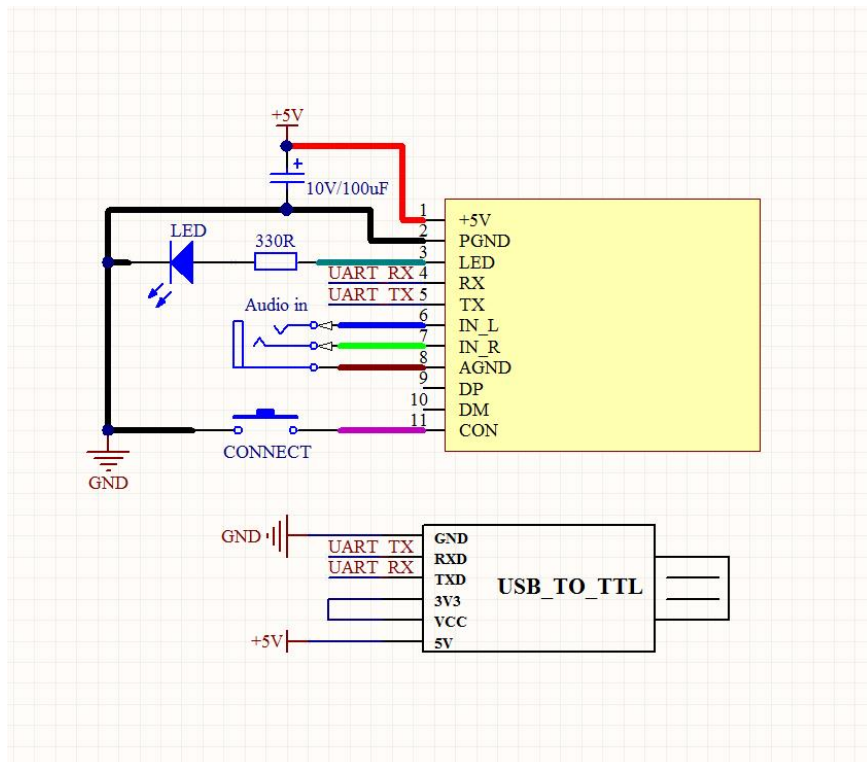 +5V
10V/100uF
1 +5V
2 PGND
LED 330R 3 LED
UART_RX 4 RX
UART_TX 5 TX
Audio in 6 IN_L
7 IN_R
8 AGND
9 DP
10 DM
11 CON
CONNECT
GND
GND GND
UART_TX RXD
UART_RX TXD
USB_TO_TTL
3V3
VCC
+5V 5V